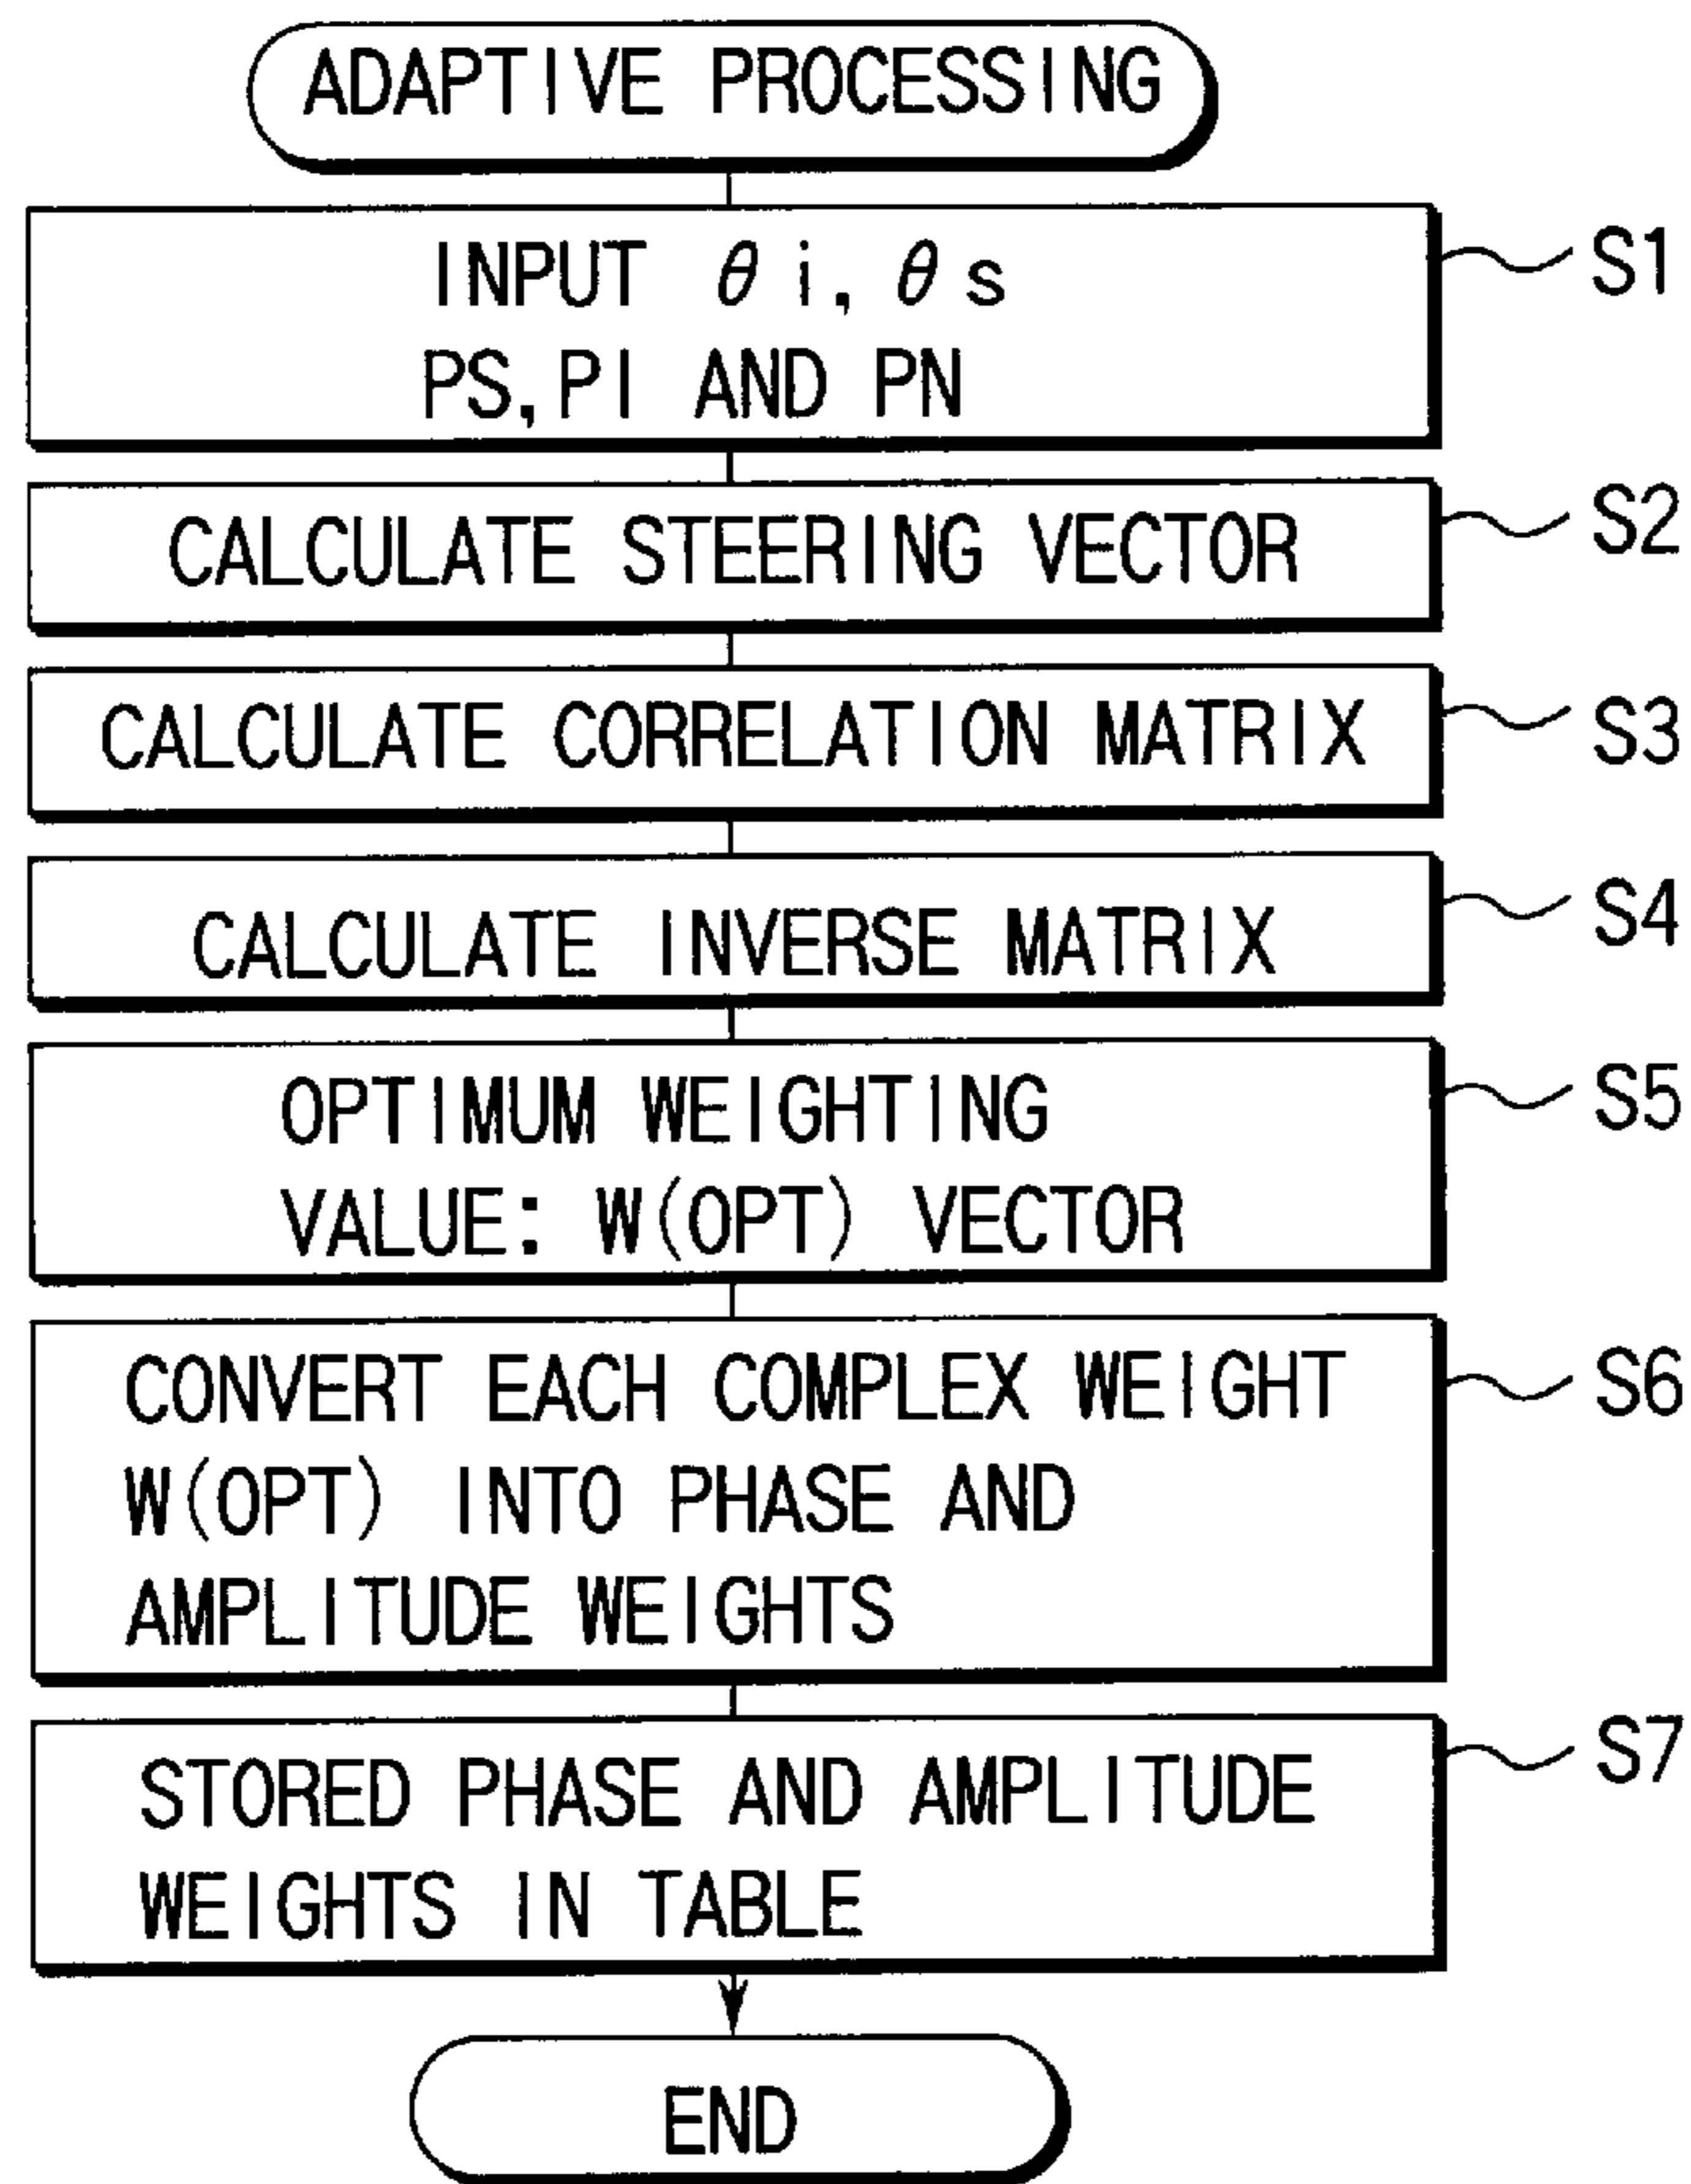 ADAPTIVE PROCESSING
INPUT θi, θs
PS, PI AND PN
S1
CALCULATE STEERING VECTOR
S2
CALCULATE CORRELATION MATRIX
S3
CALCULATE INVERSE MATRIX
S4
OPTIMUM WEIGHTING
VALUE: W(OPT) VECTOR
S5
CONVERT EACH COMPLEX WEIGHT
W(OPT) INTO PHASE AND
AMPLITUDE WEIGHTS
S6
STORED PHASE AND AMPLITUDE
WEIGHTS IN TABLE
S7
END